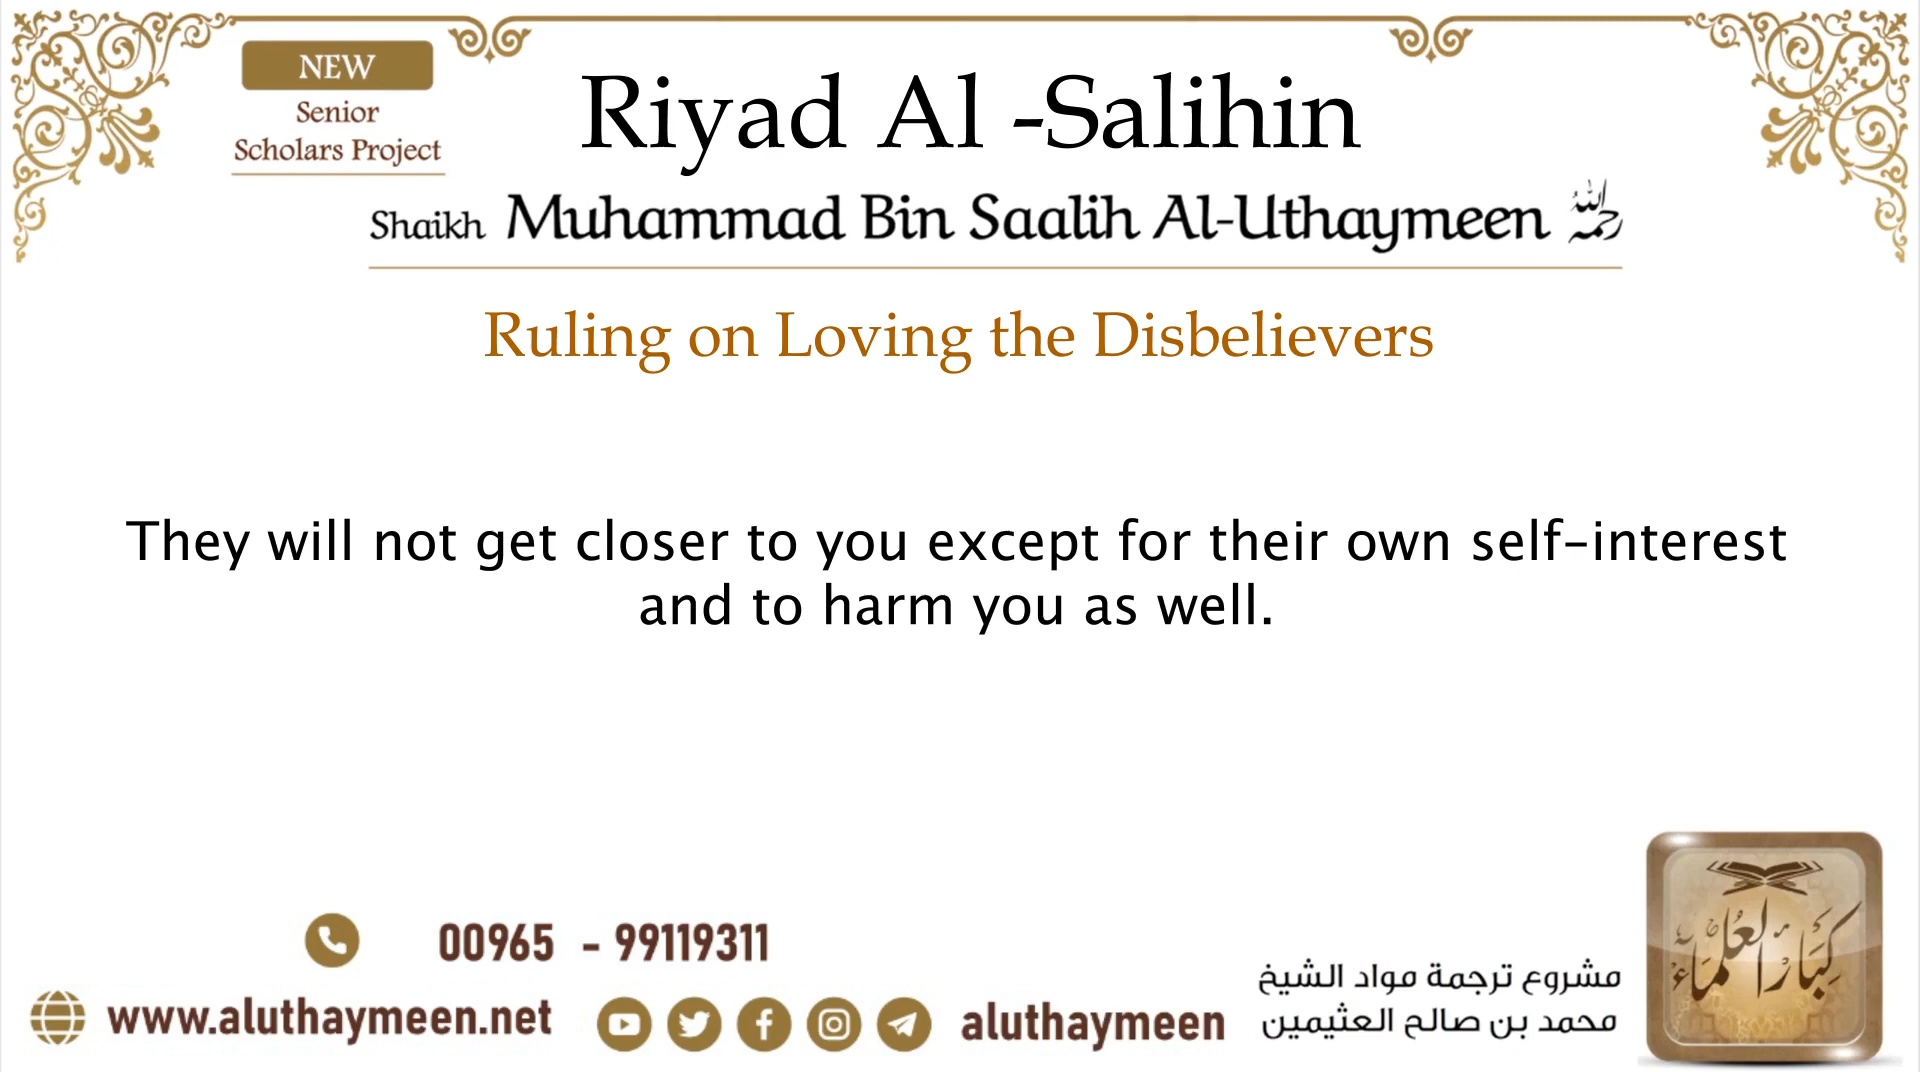 NEW
Senior
Scholars Project
Riyad Al -Salihin
Shaikh Muhammad Bin Saalih Al-Uthaymeen رحمه الله
Ruling on Loving the Disbelievers
They will not get closer to you except for their own self-interest
and to harm you as well.
00965 - 99119311
www.aluthaymeen.net
aluthaymeen
مشروع ترجمة مواد الشيخ
محمد بن صالح العثيمين
كبار العلماء